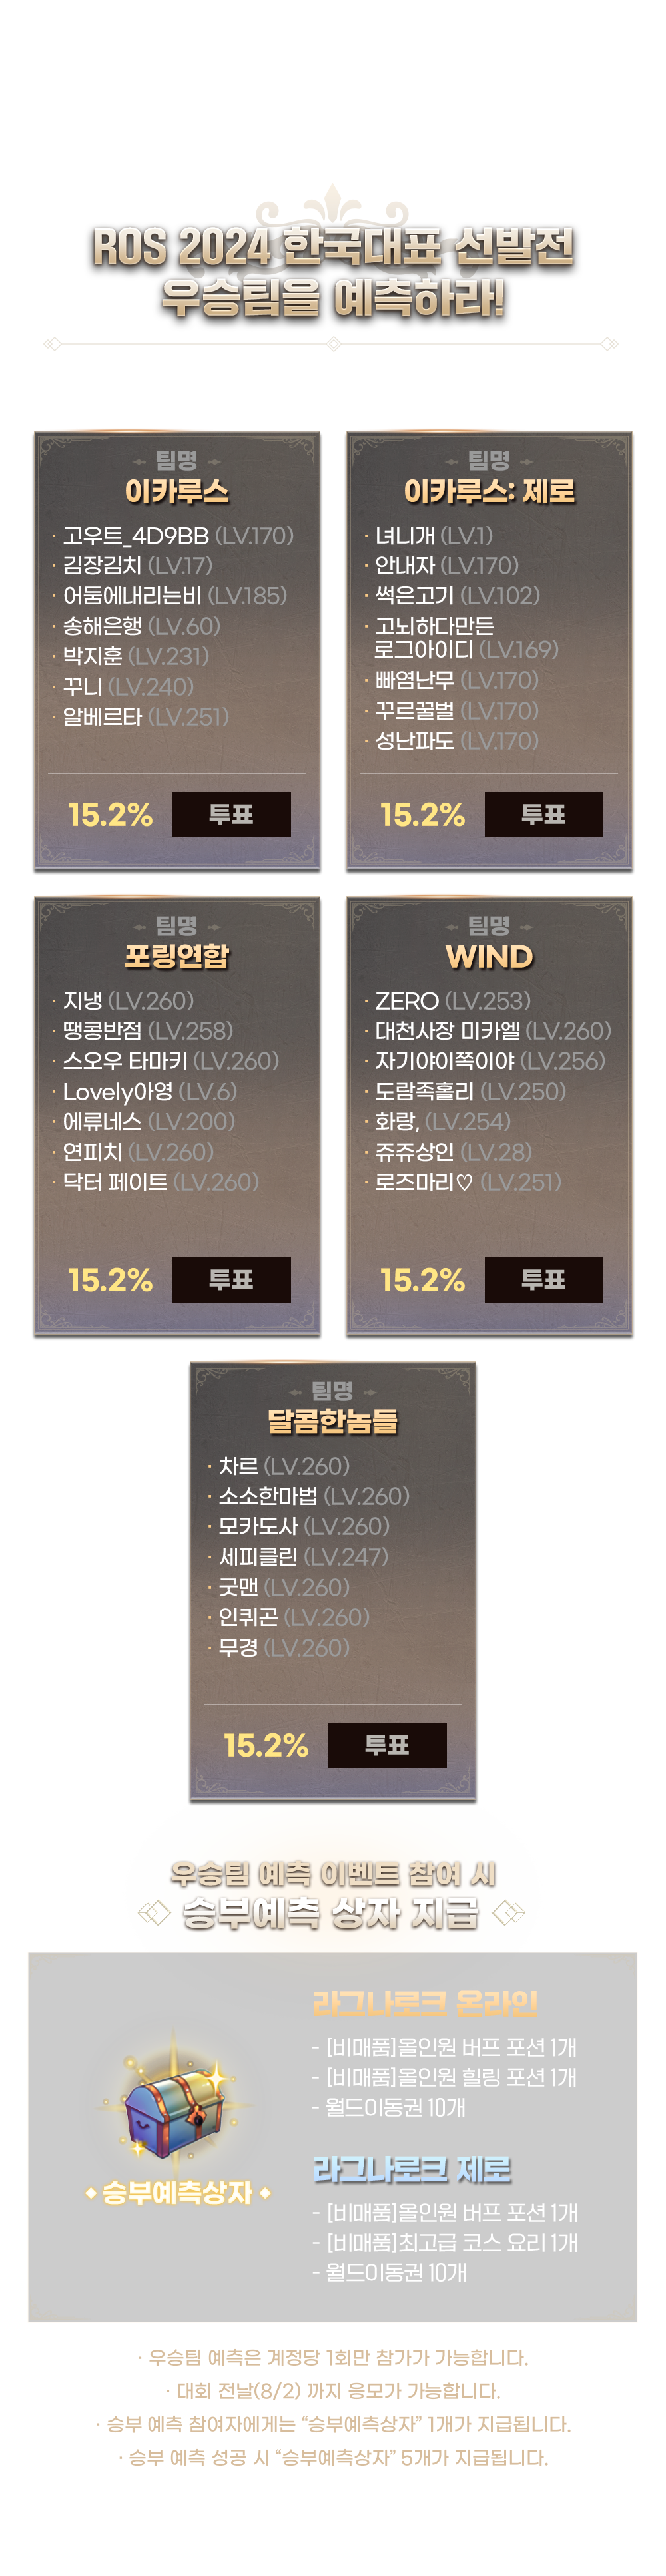 ROS 2024 한국대표 선발전
우승팀을 예측하라!
팀명
이카루스
· 고우트_4D9BB (LV.170)
· 김장김치 (LV.17)
· 어둠에내리는비 (LV.185)
· 송해은행 (LV.60)
· 박지훈 (LV.231)
· 꾸니 (LV.240)
· 알베르타 (LV.251)
15.2% 투표
팀명
이카루스: 제로
· 녀니개 (LV.1)
· 안내자 (LV.170)
· 썩은고기 (LV.102)
· 고뇌하다만든
로그아이디 (LV.169)
· 빠염난무 (LV.170)
· 꾸르꿀벌 (LV.170)
· 성난파도 (LV.170)
15.2% 투표
팀명
포링연합
· 지냉 (LV.260)
· 땡콩반점 (LV.258)
· 스오우 타마키 (LV.260)
· Lovely아영 (LV.6)
· 에류네스 (LV.200)
· 연피치 (LV.260)
· 닥터 페이트 (LV.260)
15.2% 투표
팀명
WIND
· ZERO (LV.253)
· 대천사장 미카엘 (LV.260)
· 자기야이쪽이야 (LV.256)
· 도람족홀리 (LV.250)
· 화랑, (LV.254)
· 쥬쥬상인 (LV.28)
· 로즈마리♡ (LV.251)
15.2% 투표
팀명
달콤한놈들
· 차르 (LV.260)
· 소소한마법 (LV.260)
· 모카도사 (LV.260)
· 세피클린 (LV.247)
· 굿맨 (LV.260)
· 인퀴곤 (LV.260)
· 무경 (LV.260)
15.2% 투표
우승팀 예측 이벤트 참여 시
승부예측 상자 지급
승부예측상자
라그나로크 온라인
- [비매품]올인원 버프 포션 1개
- [비매품]올인원 힐링 포션 1개
- 월드이동권 10개
라그나로크 제로
- [비매품]올인원 버프 포션 1개
- [비매품]최고급 코스 요리 1개
- 월드이동권 10개
· 우승팀 예측은 계정당 1회만 참가가 가능합니다.
· 대회 전날(8/2) 까지 응모가 가능합니다.
· 승부 예측 참여자에게는 “승부예측상자” 1개가 지급됩니다.
· 승부 예측 성공 시 “승부예측상자” 5개가 지급됩니다.